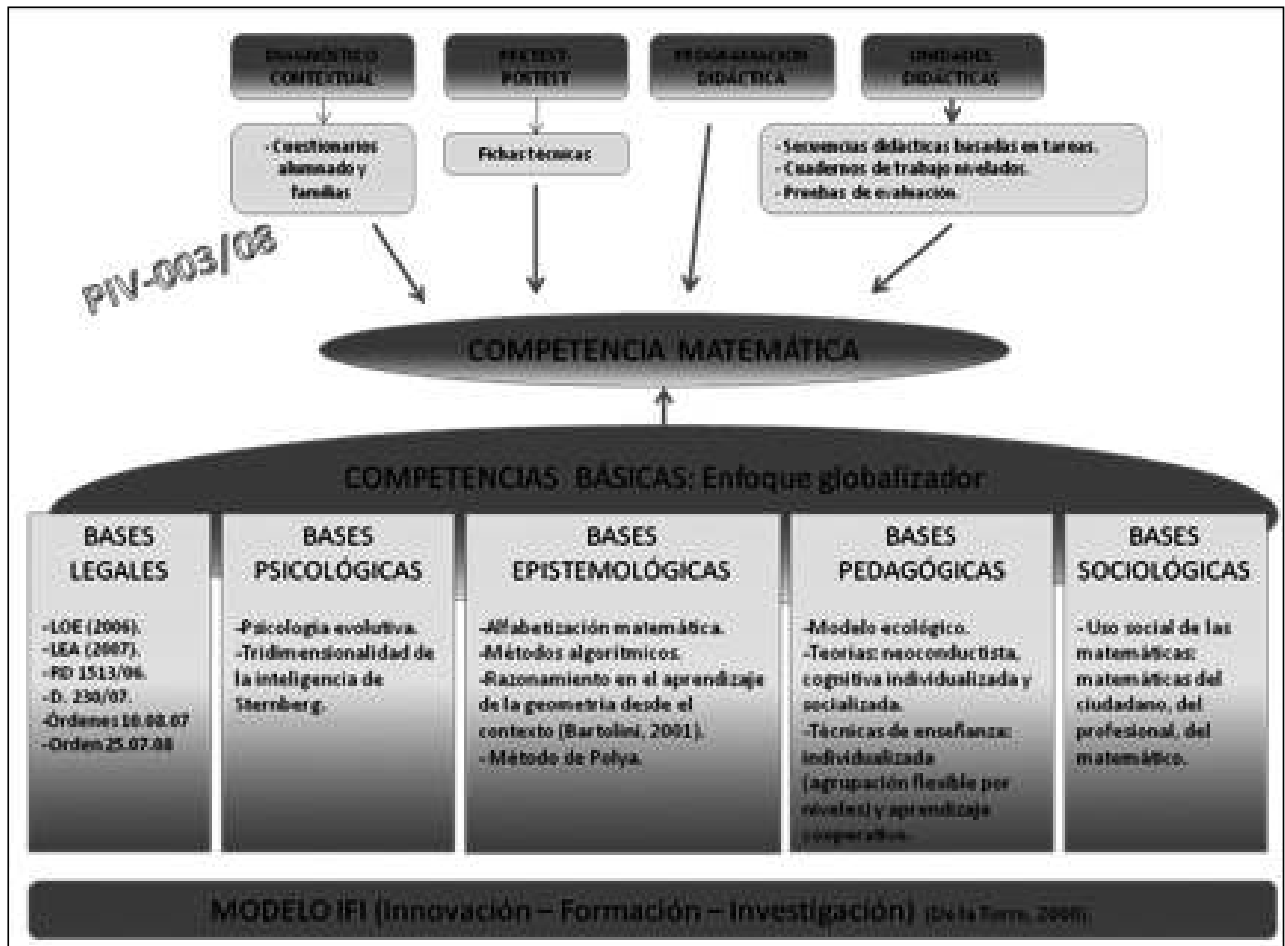 DIAGNÓSTICO
CONTEXTUAL
PRETEST-
POSTEST
PROGRAMACIÓN
DIDÁCTICA
UNIDADES
DIDÁCTICAS
- Cuestionarios
alumnado y
familias
Fichas técnicas
- Secuencias didácticas basadas en tareas.
- Cuadernos de trabajo nivelados.
- Pruebas de evaluación.
PIV-003/08
COMPETENCIA MATEMÁTICA
COMPETENCIAS BÁSICAS: Enfoque globalizador
BASES
LEGALES
-LOE (2006).
-LEA (2007).
-RD 1513/06.
-D. 230/07.
-Órdenes 10.08.07
-Orden 25.07.08
BASES
PSICOLÓGICAS
-Psicología evolutiva.
-Tridimensionalidad de
la inteligencia de
Sternberg.
BASES
EPISTEMOLÓGICAS
-Alfabetización matemática.
-Métodos algorítmicos.
-Razonamiento en el aprendizaje
de la geometría desde el
contexto (Bartolini, 2001).
- Método de Polya.
BASES
PEDAGÓGICAS
-Modelo ecológico.
-Teorías: neoconductista,
cognitiva individualizada y
socializada.
-Técnicas de enseñanza:
individualizada
(agrupación flexible por
niveles) y aprendizaje
cooperativo.
BASES
SOCIOLÓGICAS
- Uso social de las
matemáticas:
matemáticas del
ciudadano, del
profesional, del
matemático.
MODELO IFI (Innovación – Formación – Investigación) (De la Torre,